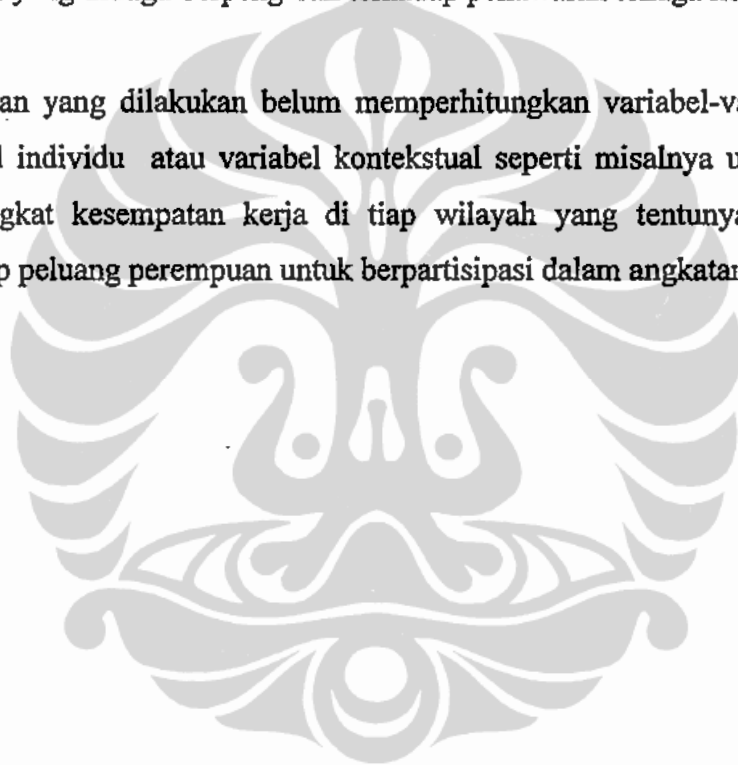 an yang dilakukan belum memperhitungkan variabel-va
individu atau variabel kontekstual seperti misalnya u
gkat kesempatan kerja di tiap wilayah yang tentunya
p peluang perempuan untuk berpartisipasi dalam angkatan